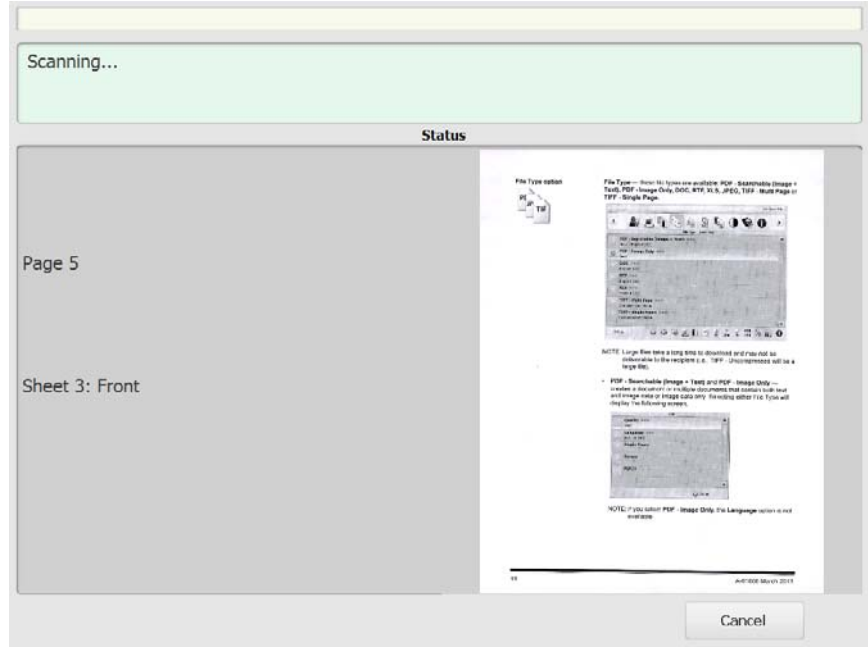 Scanning...
Status
Page 5
Sheet 3: Front
File Type option
File Type — these file types are available: PDF - Searchable (Image +
Text), PDF - Image Only, DOC, RTF, XLS, JPEG, TIFF - Multi Page or
TIFF - Single Page.
NOTE: Large files take a long time to download and may not be
deliverable to the recipient (i.e., TIFF - Uncompressed will be a
large file).
• PDF - Searchable (Image + Text) and PDF - Image Only —
creates a document or multiple documents that contain both text
and image data or image data only. Selecting either File Type will
display the following screen.
NOTE: If you select PDF - Image Only, the Language option is not
available.
March 2011
Cancel